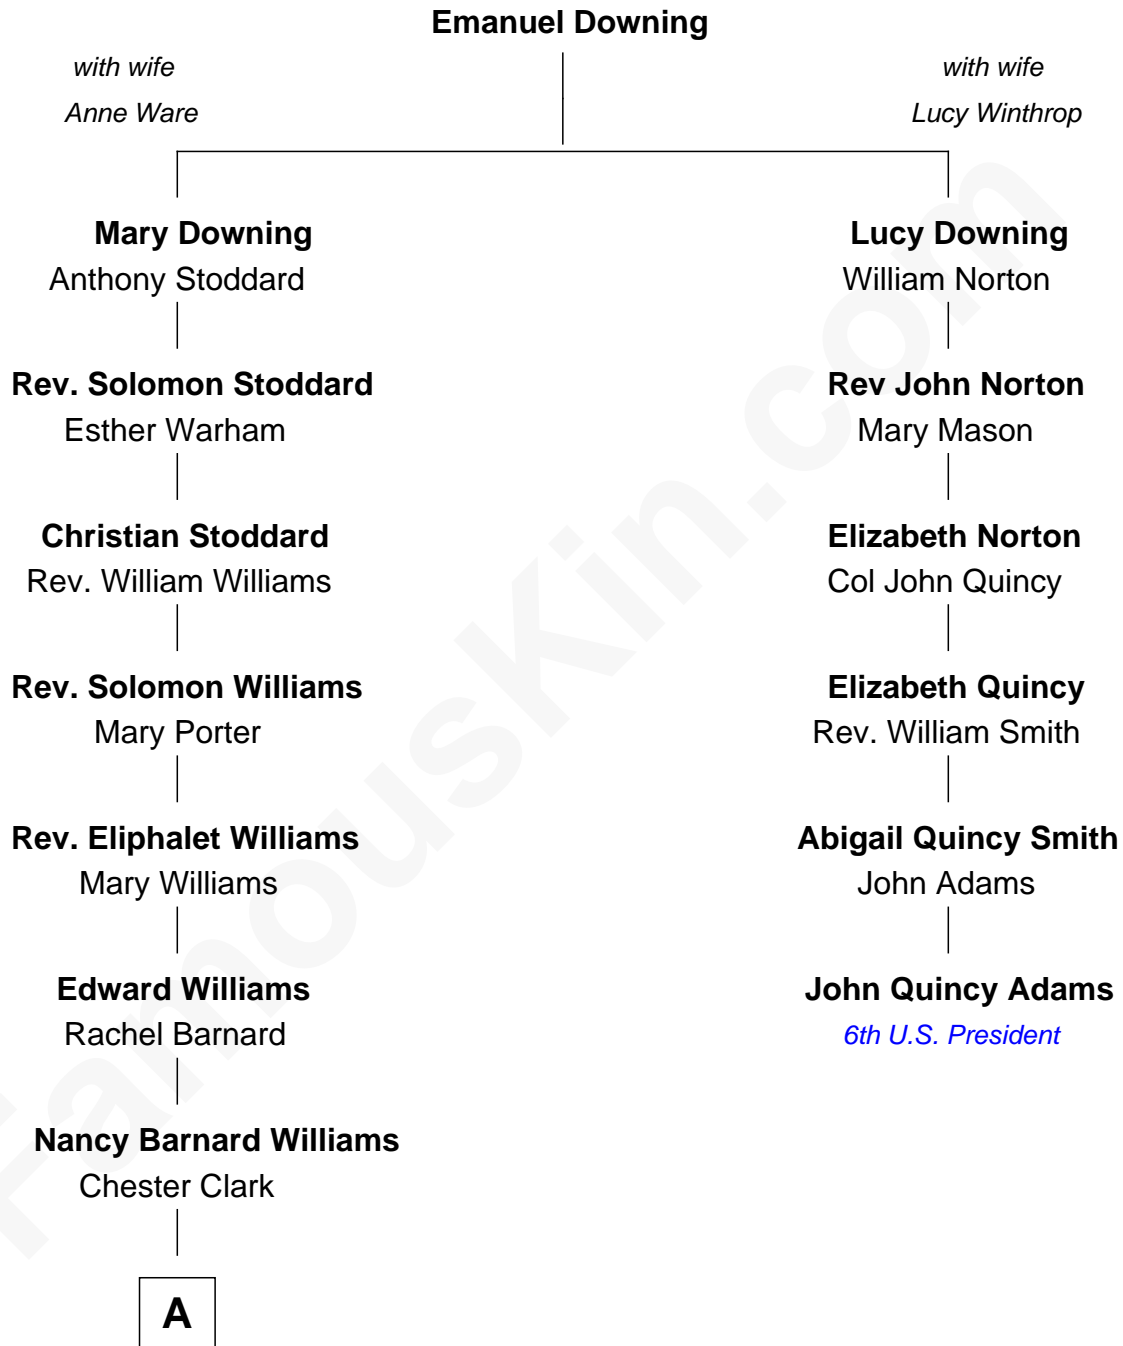 Emanuel Downing
with wife
Anne Ware
with wife
Lucy Winthrop
Mary Downing
Anthony Stoddard
Lucy Downing
William Norton
Rev. Solomon Stoddard
Esther Warham
Rev John Norton
Mary Mason
Christian Stoddard
Rev. William Williams
Elizabeth Norton
Col John Quincy
Rev. Solomon Williams
Mary Porter
Elizabeth Quincy
Rev. William Smith
Rev. Eliphalet Williams
Mary Williams
Abigail Quincy Smith
John Adams
Edward Williams
Rachel Barnard
John Quincy Adams
6th U.S. President
Nancy Barnard Williams
Chester Clark
A
FamousKin.com